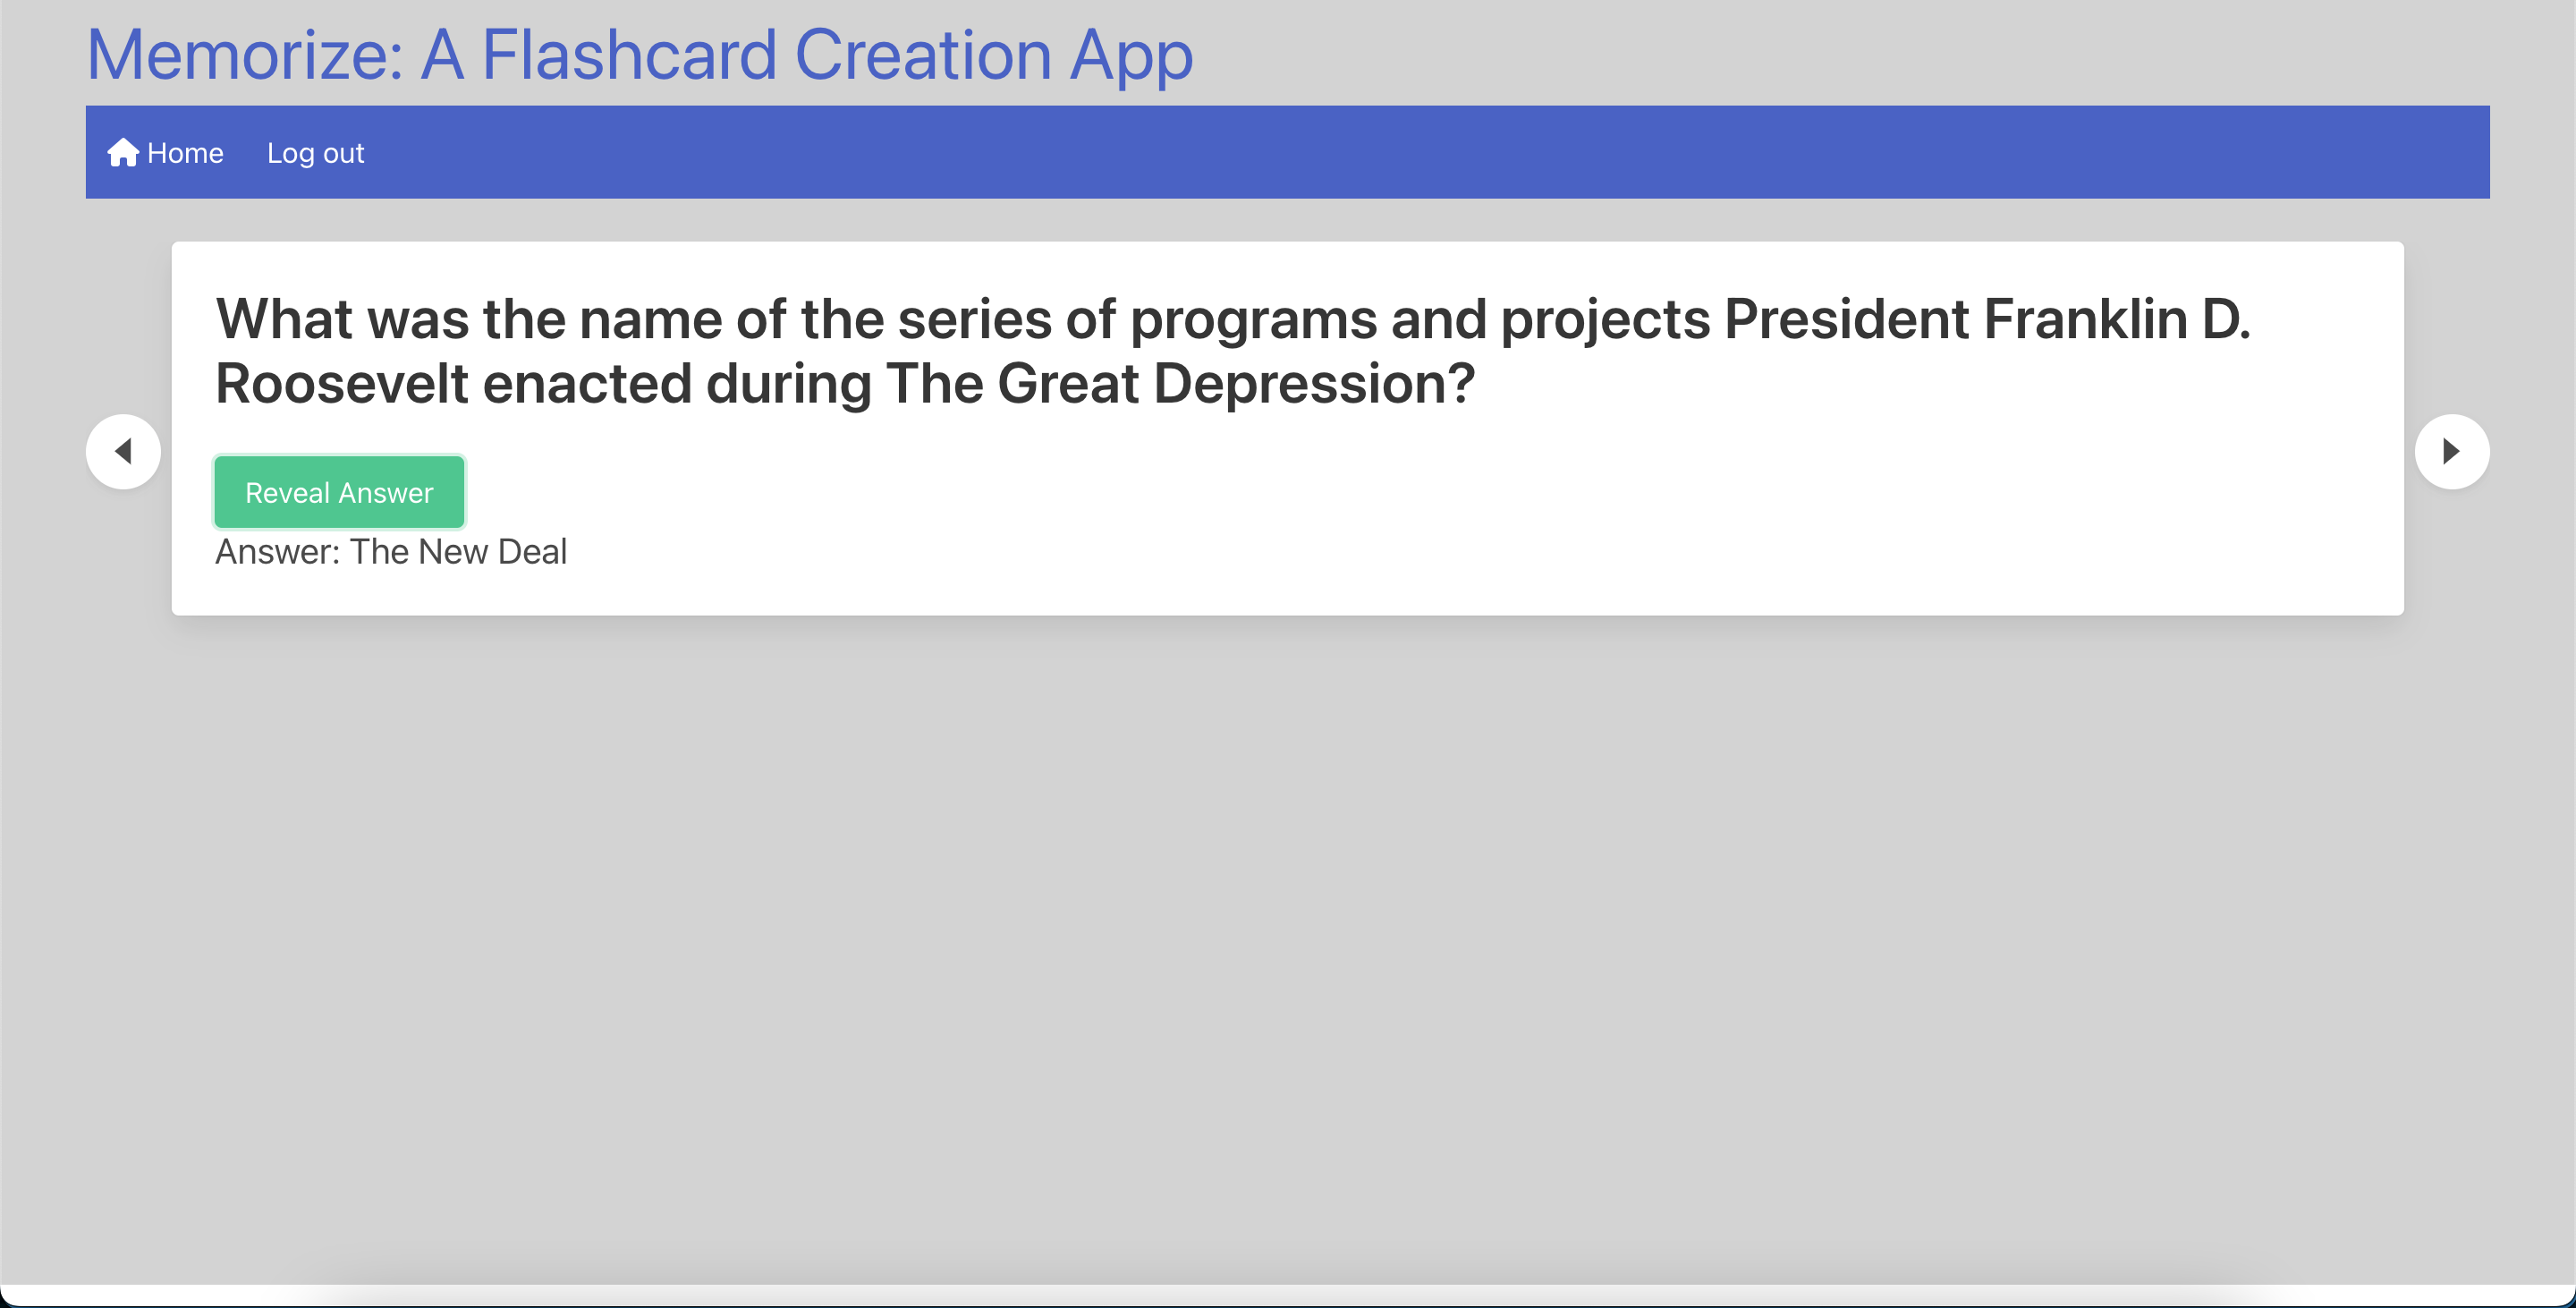 Memorize: A Flashcard Creation App
Home Log out
What was the name of the series of programs and projects President Franklin D.
Roosevelt enacted during The Great Depression?
Reveal Answer
Answer: The New Deal